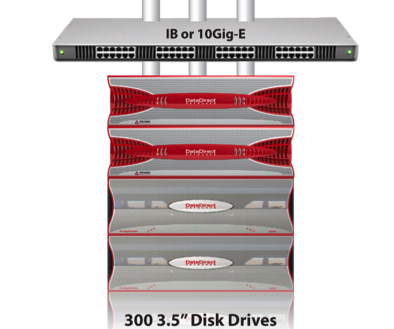 IB or 10Gig-E
DataDirect
DataDirect
DataDirect
DataDirect
300 3.5” Disk Drives